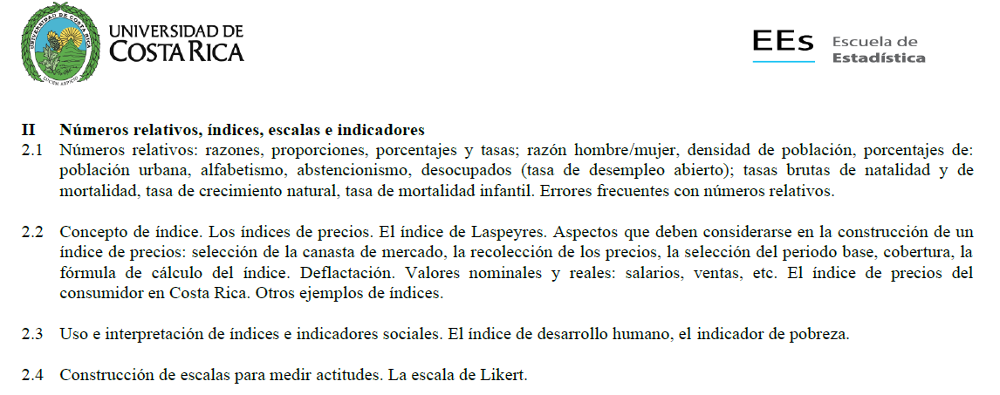 UNIVERSIDAD DE COSTA RICA
LUCEM ASPICIO
UNIVERSIDAD DE
COSTA RICA
EEs
Escuela de
Estadística
II Números relativos, índices, escalas e indicadores
2.1 Números relativos: razones, proporciones, porcentajes y tasas; razón hombre/mujer, densidad de población, porcentajes de:
población urbana, alfabetismo, abstencionismo, desocupados (tasa de desempleo abierto); tasas brutas de natalidad y de
mortalidad, tasa de crecimiento natural, tasa de mortalidad infantil. Errores frecuentes con números relativos.
2.2 Concepto de índice. Los índices de precios. El índice de Laspeyres. Aspectos que deben considerarse en la construcción de un
índice de precios: selección de la canasta de mercado, la recolección de los precios, la selección del periodo base, cobertura, la
fórmula de cálculo del índice. Deflactación. Valores nominales y reales: salarios, ventas, etc. El índice de precios del
consumidor en Costa Rica. Otros ejemplos de índices.
2.3 Uso e interpretación de índices e indicadores sociales. El índice de desarrollo humano, el indicador de pobreza.
2.4 Construcción de escalas para medir actitudes. La escala de Likert.